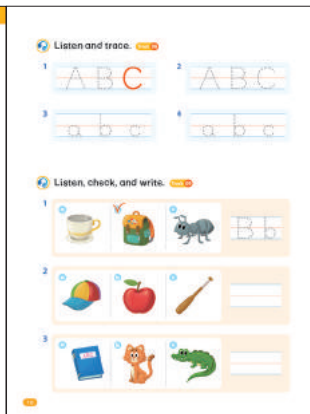 Listen and trace.
1 A B C
2 A B C
3 a b c
4 a b c
Listen, check, and write.
1 a b c B b
2 a b c
3 a b c